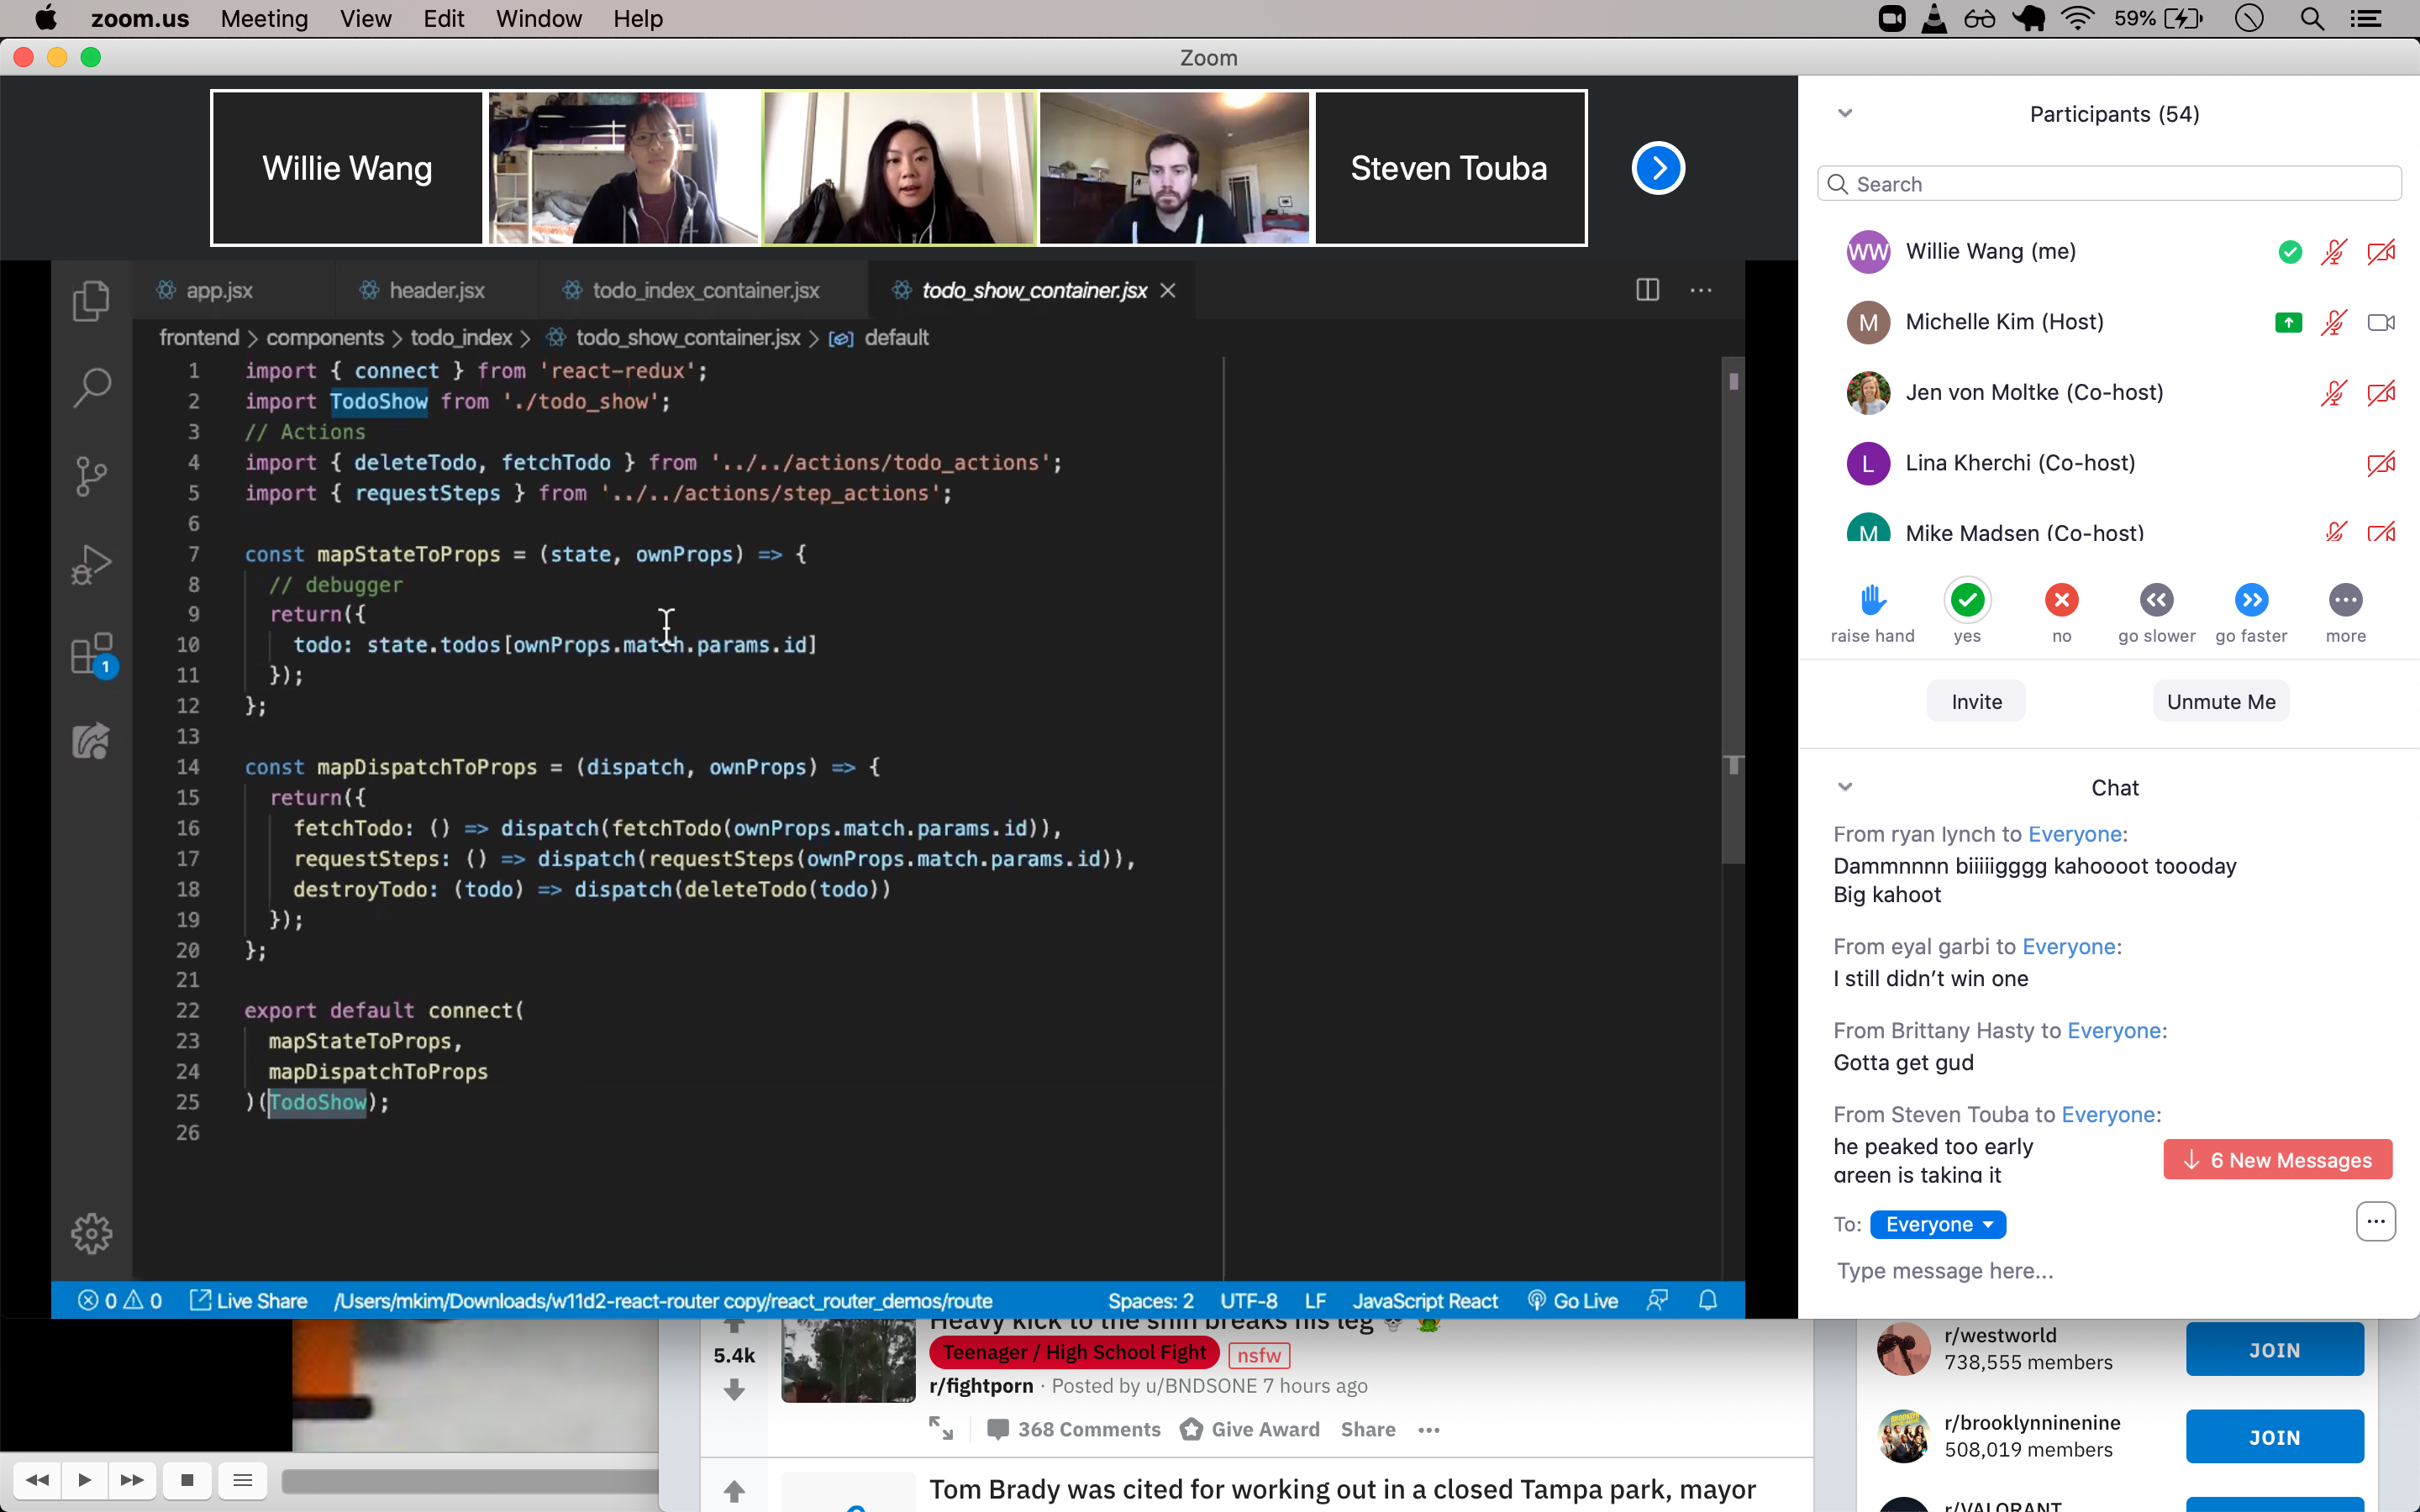 zoom.us Meeting View Edit Window Help
59%
Zoom
Willie Wang
Steven Touba
app.jsx
header.jsx
todo_index_container.jsx
todo_show_container.jsx
frontend > components > todo_index > todo_show_container.jsx > default
1 import { connect } from 'react-redux';
2 import TodoShow from './todo_show';
3 // Actions
4 import { deleteTodo, fetchTodo } from '../../actions/todo_actions';
5 import { requestSteps } from '../../actions/step_actions';
6
7 const mapStateToProps = (state, ownProps) => {
8 // debugger
9 return({
10 todo: state.todos[ownProps.match.params.id]
11 });
12 };
13
14 const mapDispatchToProps = (dispatch, ownProps) => {
15 return({
16 fetchTodo: () => dispatch(fetchTodo(ownProps.match.params.id)),
17 requestSteps: () => dispatch(requestSteps(ownProps.match.params.id)),
18 destroyTodo: (todo) => dispatch(deleteTodo(todo))
19 });
20 };
21
22 export default connect(
23 mapStateToProps,
24 mapDispatchToProps
25 )(TodoShow);
26
1
0 0 Live Share /Users/mkim/Downloads/w11d2-react-router copy/react_router_demos/route Spaces: 2 UTF-8 LF JavaScript React Go Live
Participants (54)
Search
WW Willie Wang (me)
M Michelle Kim (Host)
Jen von Moltke (Co-host)
L Lina Kherchi (Co-host)
M Mike Madsen (Co-host)
raise hand yes no go slower go faster more
Invite Unmute Me
Chat
From ryan lynch to Everyone:
Dammnnnn biiiiigggg kahoooot toooday
Big kahoot
From eyal garbi to Everyone:
I still didn't win one
From Brittany Hasty to Everyone:
Gotta get gud
From Steven Touba to Everyone:
he peaked too early
green is taking it
6 New Messages
To: Everyone
Type message here...
Heavy kick to the shin breaks his leg
5.4k
Teenager / High School Fight nsfw
r/fightporn · Posted by u/BNDSONE 7 hours ago
368 Comments Give Award Share
Tom Brady was cited for working out in a closed Tampa park, mayor
r/westworld
738,555 members
JOIN
r/brooklynninenine
508,019 members
JOIN
r/VALORANT